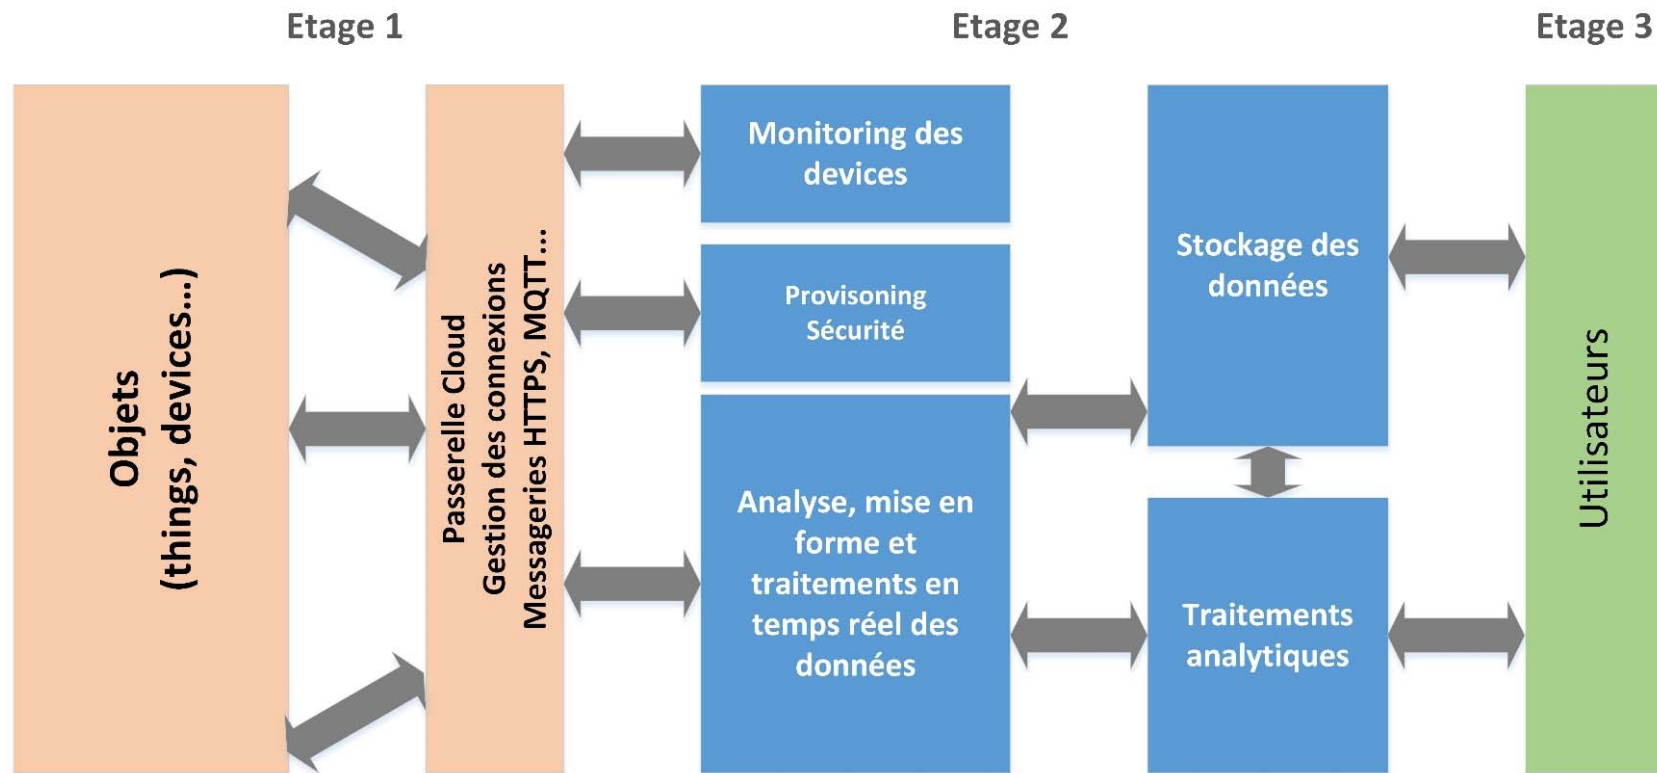 Etage 1
Etage 2
Etage 3
Objets
(things, devices...)
Passerelle Cloud
Gestion des connexions
Messageries HTTPS, MQTT...
Monitoring des
devices
Provisoning
Sécurité
Analyse, mise en
forme et
traitements en
temps réel des
données
Stockage des
données
Traitements
analytiques
Utilisateurs